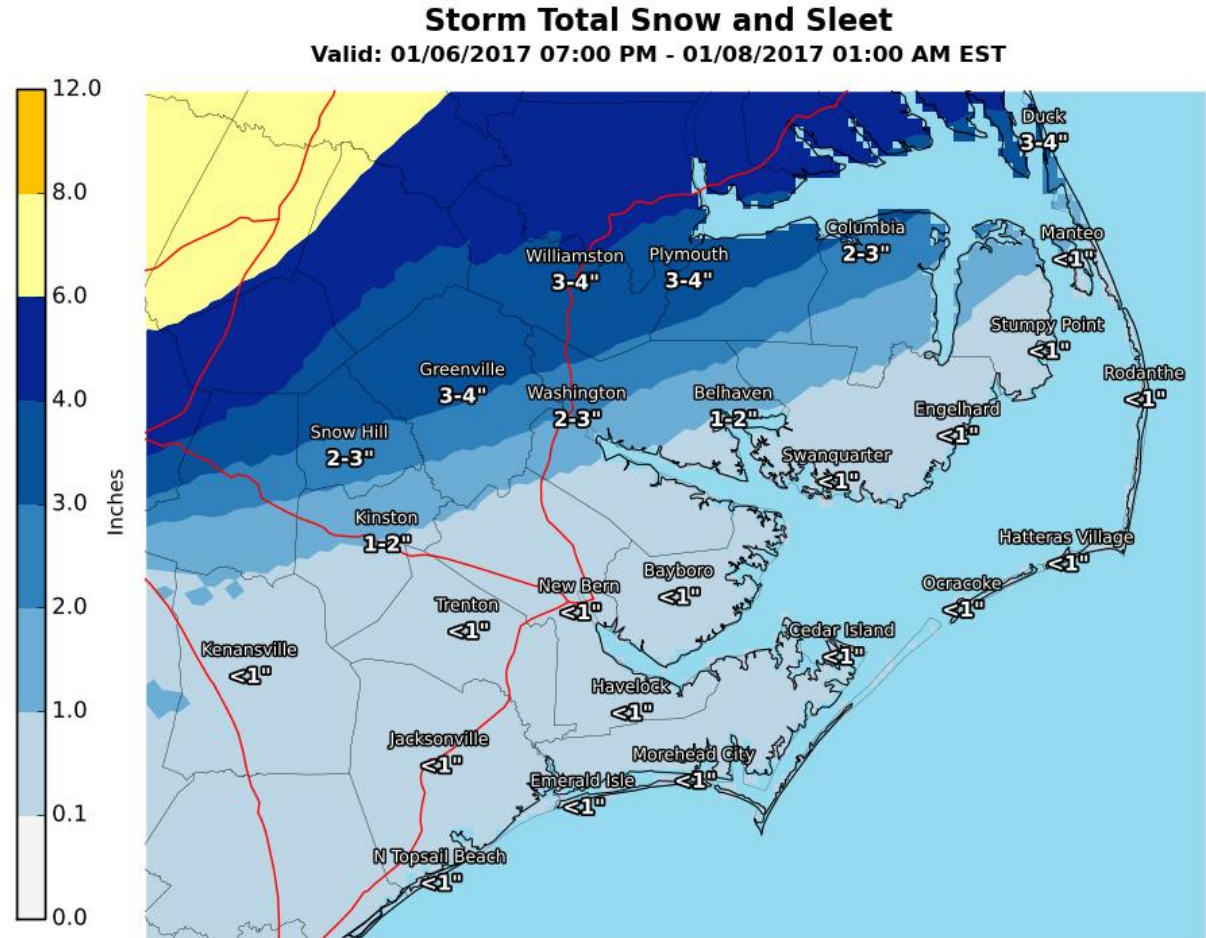 Storm Total Snow and Sleet
Valid: 01/06/2017 07:00 PM - 01/08/2017 01:00 AM EST
12.0
8.0
6.0
4.0
3.0
2.0
1.0
0.1
0.0
Inches
Duck
3-4"
Manteo
<1"
Columbia
2-3"
Williamston
3-4"
Plymouth
3-4"
Stumpy Point
<1"
Rodanthe
<1"
Greenville
3-4"
Washington
2-3"
Belhaven
1-2"
Engelhard
<1"
Snow Hill
2-3"
Swanquarter
<1"
Kinston
1-2"
Hatteras Village
<1"
Ocracoke
<1"
Bayboro
<1"
New Bern
<1"
Trenton
<1"
Cedar Island
<1"
Kenansville
<1"
Havelock
<1"
Jacksonville
<1"
Morehead City
<1"
Emerald Isle
<1"
N Topsail Beach
<1"